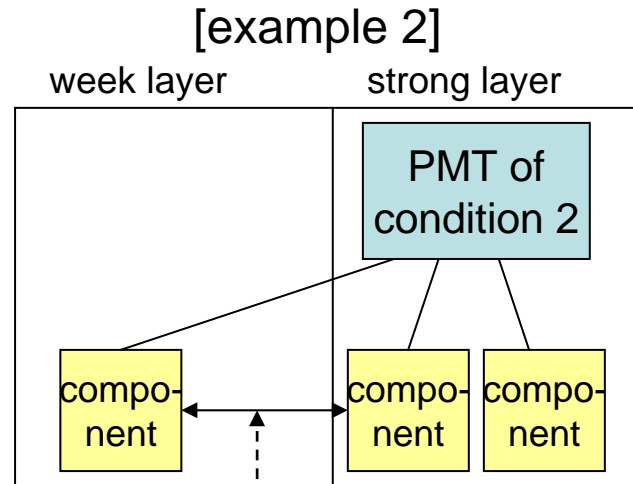 [example 2]
week layer
strong layer
PMT of
condition 2
compo-
nent
compo-
nent
compo-
nent